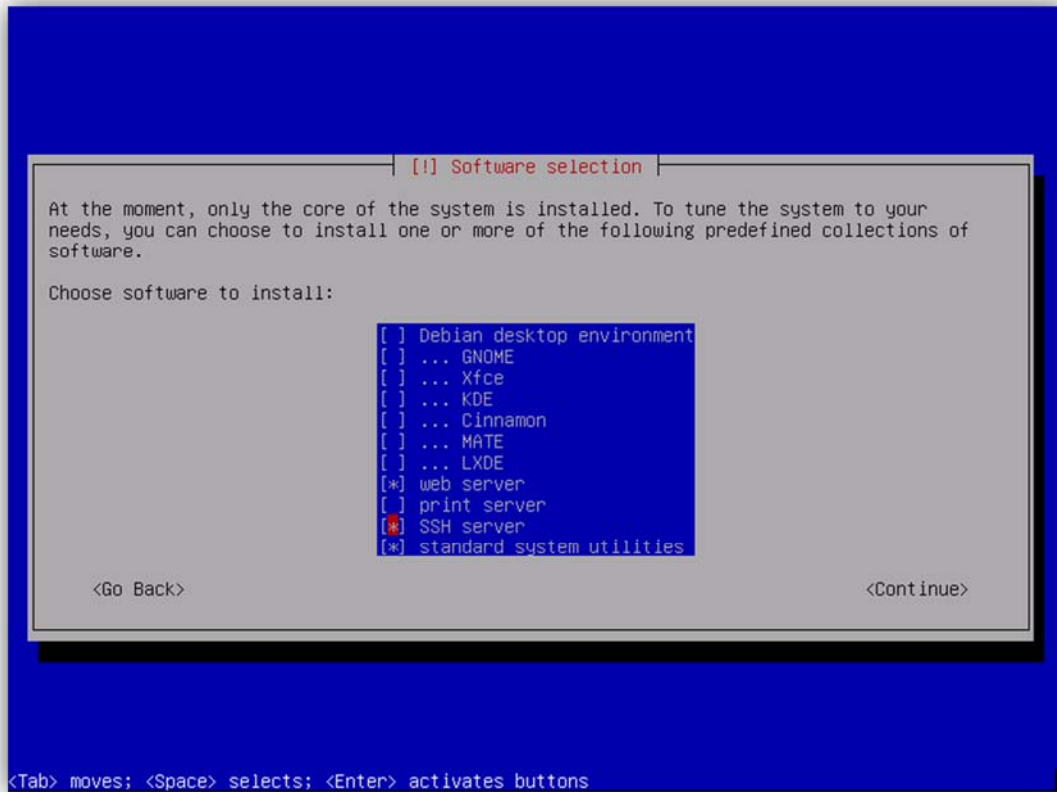 [!] Software selection
At the moment, only the core of the system is installed. To tune the system to your
needs, you can choose to install one or more of the following predefined collections of
software.
Choose software to install:
[ ] Debian desktop environment
[ ] ... GNOME
[ ] ... Xfce
[ ] ... KDE
[ ] ... Cinnamon
[ ] ... MATE
[ ] ... LXDE
[*] web server
[ ] print server
[*] SSH server
[*] standard system utilities
<Go Back> <Continue>
<Tab> moves; <Space> selects; <Enter> activates buttons